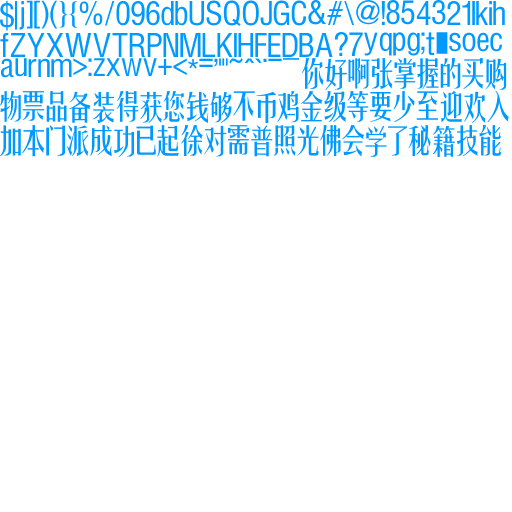 $|j][)(}{%/096dbUSQOJGC&#\@!854321lkih
fZYXWVTRPNMLKIHFEDBA?7yqpg;t■soec
aurnm>:zxwv+<*="~^`-你好啊张掌握的买购
物票品备装得获您钱够不币鸡金级等要少至迎欢入
加本门派成功已起徐对需普照光佛会学了秘籍技能